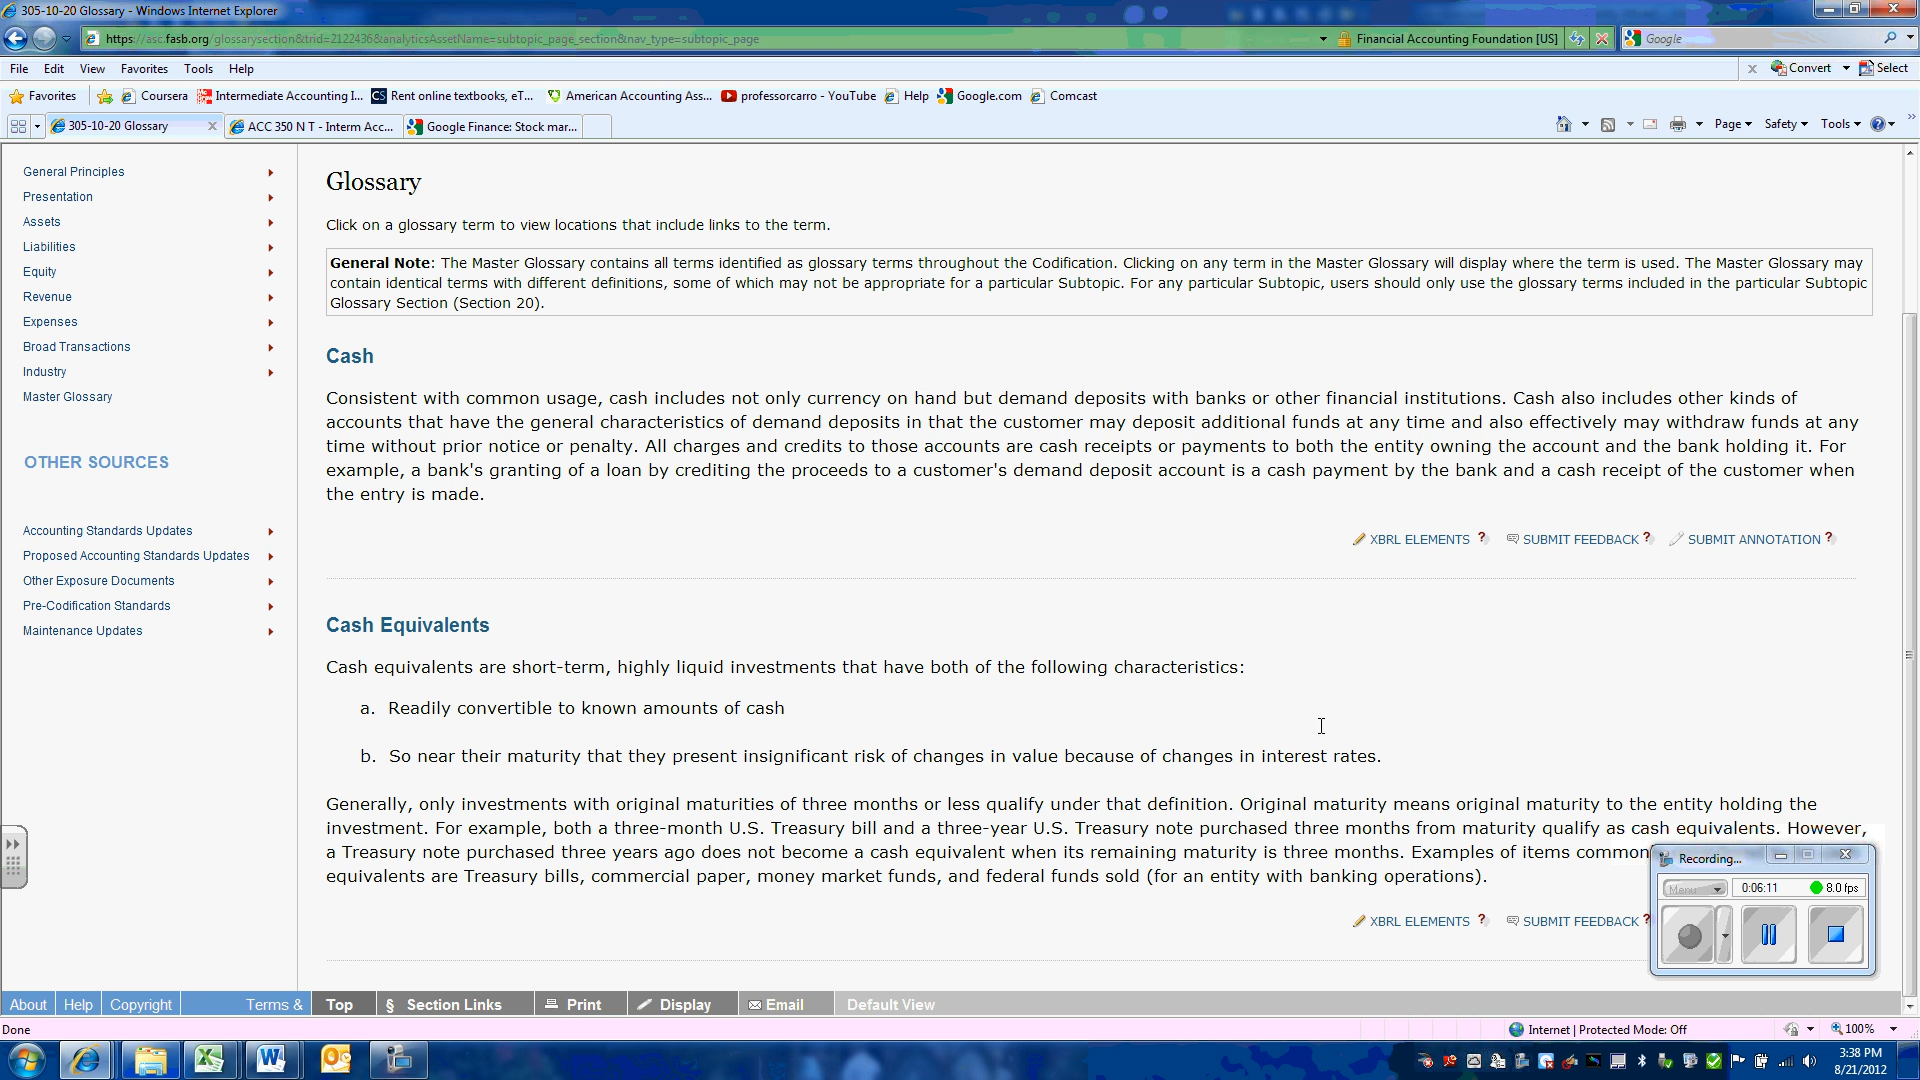 305-10-20 Glossary - Windows Internet Explorer
https://asc.fasb.org/glossarysection&trid=2122436&analyticsAssetName=subtopic_page_section&nav_type=subtopic_page
Financial Accounting Foundation [US]
Google
File Edit View Favorites Tools Help
x Convert Select
Favorites Coursera Intermediate Accounting I... CS Rent online textbooks, eT... American Accounting Ass... professorcarro - YouTube Help Google.com Comcast
305-10-20 Glossary ACC 350 N T - Interm Acc... Google Finance: Stock mar...
Page Safety Tools
General Principles
Presentation
Assets
Liabilities
Equity
Revenue
Expenses
Broad Transactions
Industry
Master Glossary
OTHER SOURCES
Accounting Standards Updates
Proposed Accounting Standards Updates
Other Exposure Documents
Pre-Codification Standards
Maintenance Updates
Glossary
Click on a glossary term to view locations that include links to the term.
General Note: The Master Glossary contains all terms identified as glossary terms throughout the Codification. Clicking on any term in the Master Glossary will display where the term is used. The Master Glossary may
contain identical terms with different definitions, some of which may not be appropriate for a particular Subtopic. For any particular Subtopic, users should only use the glossary terms included in the particular Subtopic
Glossary Section (Section 20).
Cash
Consistent with common usage, cash includes not only currency on hand but demand deposits with banks or other financial institutions. Cash also includes other kinds of
accounts that have the general characteristics of demand deposits in that the customer may deposit additional funds at any time and also effectively may withdraw funds at any
time without prior notice or penalty. All charges and credits to those accounts are cash receipts or payments to both the entity owning the account and the bank holding it. For
example, a bank's granting of a loan by crediting the proceeds to a customer's demand deposit account is a cash payment by the bank and a cash receipt of the customer when
the entry is made.
XBRL ELEMENTS ? SUBMIT FEEDBACK ? SUBMIT ANNOTATION ?
Cash Equivalents
Cash equivalents are short-term, highly liquid investments that have both of the following characteristics:
a. Readily convertible to known amounts of cash
b. So near their maturity that they present insignificant risk of changes in value because of changes in interest rates.
Generally, only investments with original maturities of three months or less qualify under that definition. Original maturity means original maturity to the entity holding the
investment. For example, both a three-month U.S. Treasury bill and a three-year U.S. Treasury note purchased three months from maturity qualify as cash equivalents. However,
a Treasury note purchased three years ago does not become a cash equivalent when its remaining maturity is three months. Examples of items common
equivalents are Treasury bills, commercial paper, money market funds, and federal funds sold (for an entity with banking operations).
XBRL ELEMENTS ? SUBMIT FEEDBACK ?
Recording...
Menu 0:06:11 8.0 fps
About Help Copyright Terms & Top § Section Links Print Display Email Default View
Done
Internet | Protected Mode: Off
100%
3:38 PM
8/21/2012